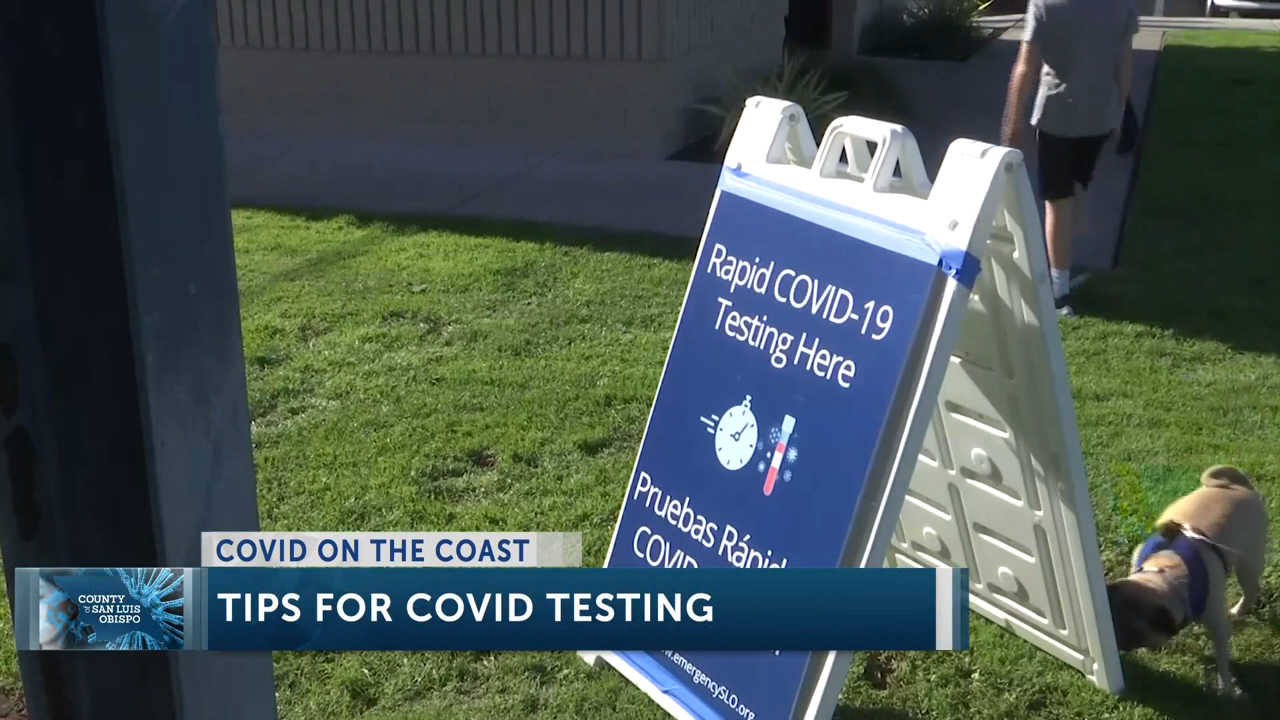 Rapid COVID-19
Testing Here
Pruebas
COVID
COVID ON THE COAST
COUNTY
OF SAN LUIS
OBISPO
TIPS FOR COVID TESTING
.emergencySLO.org